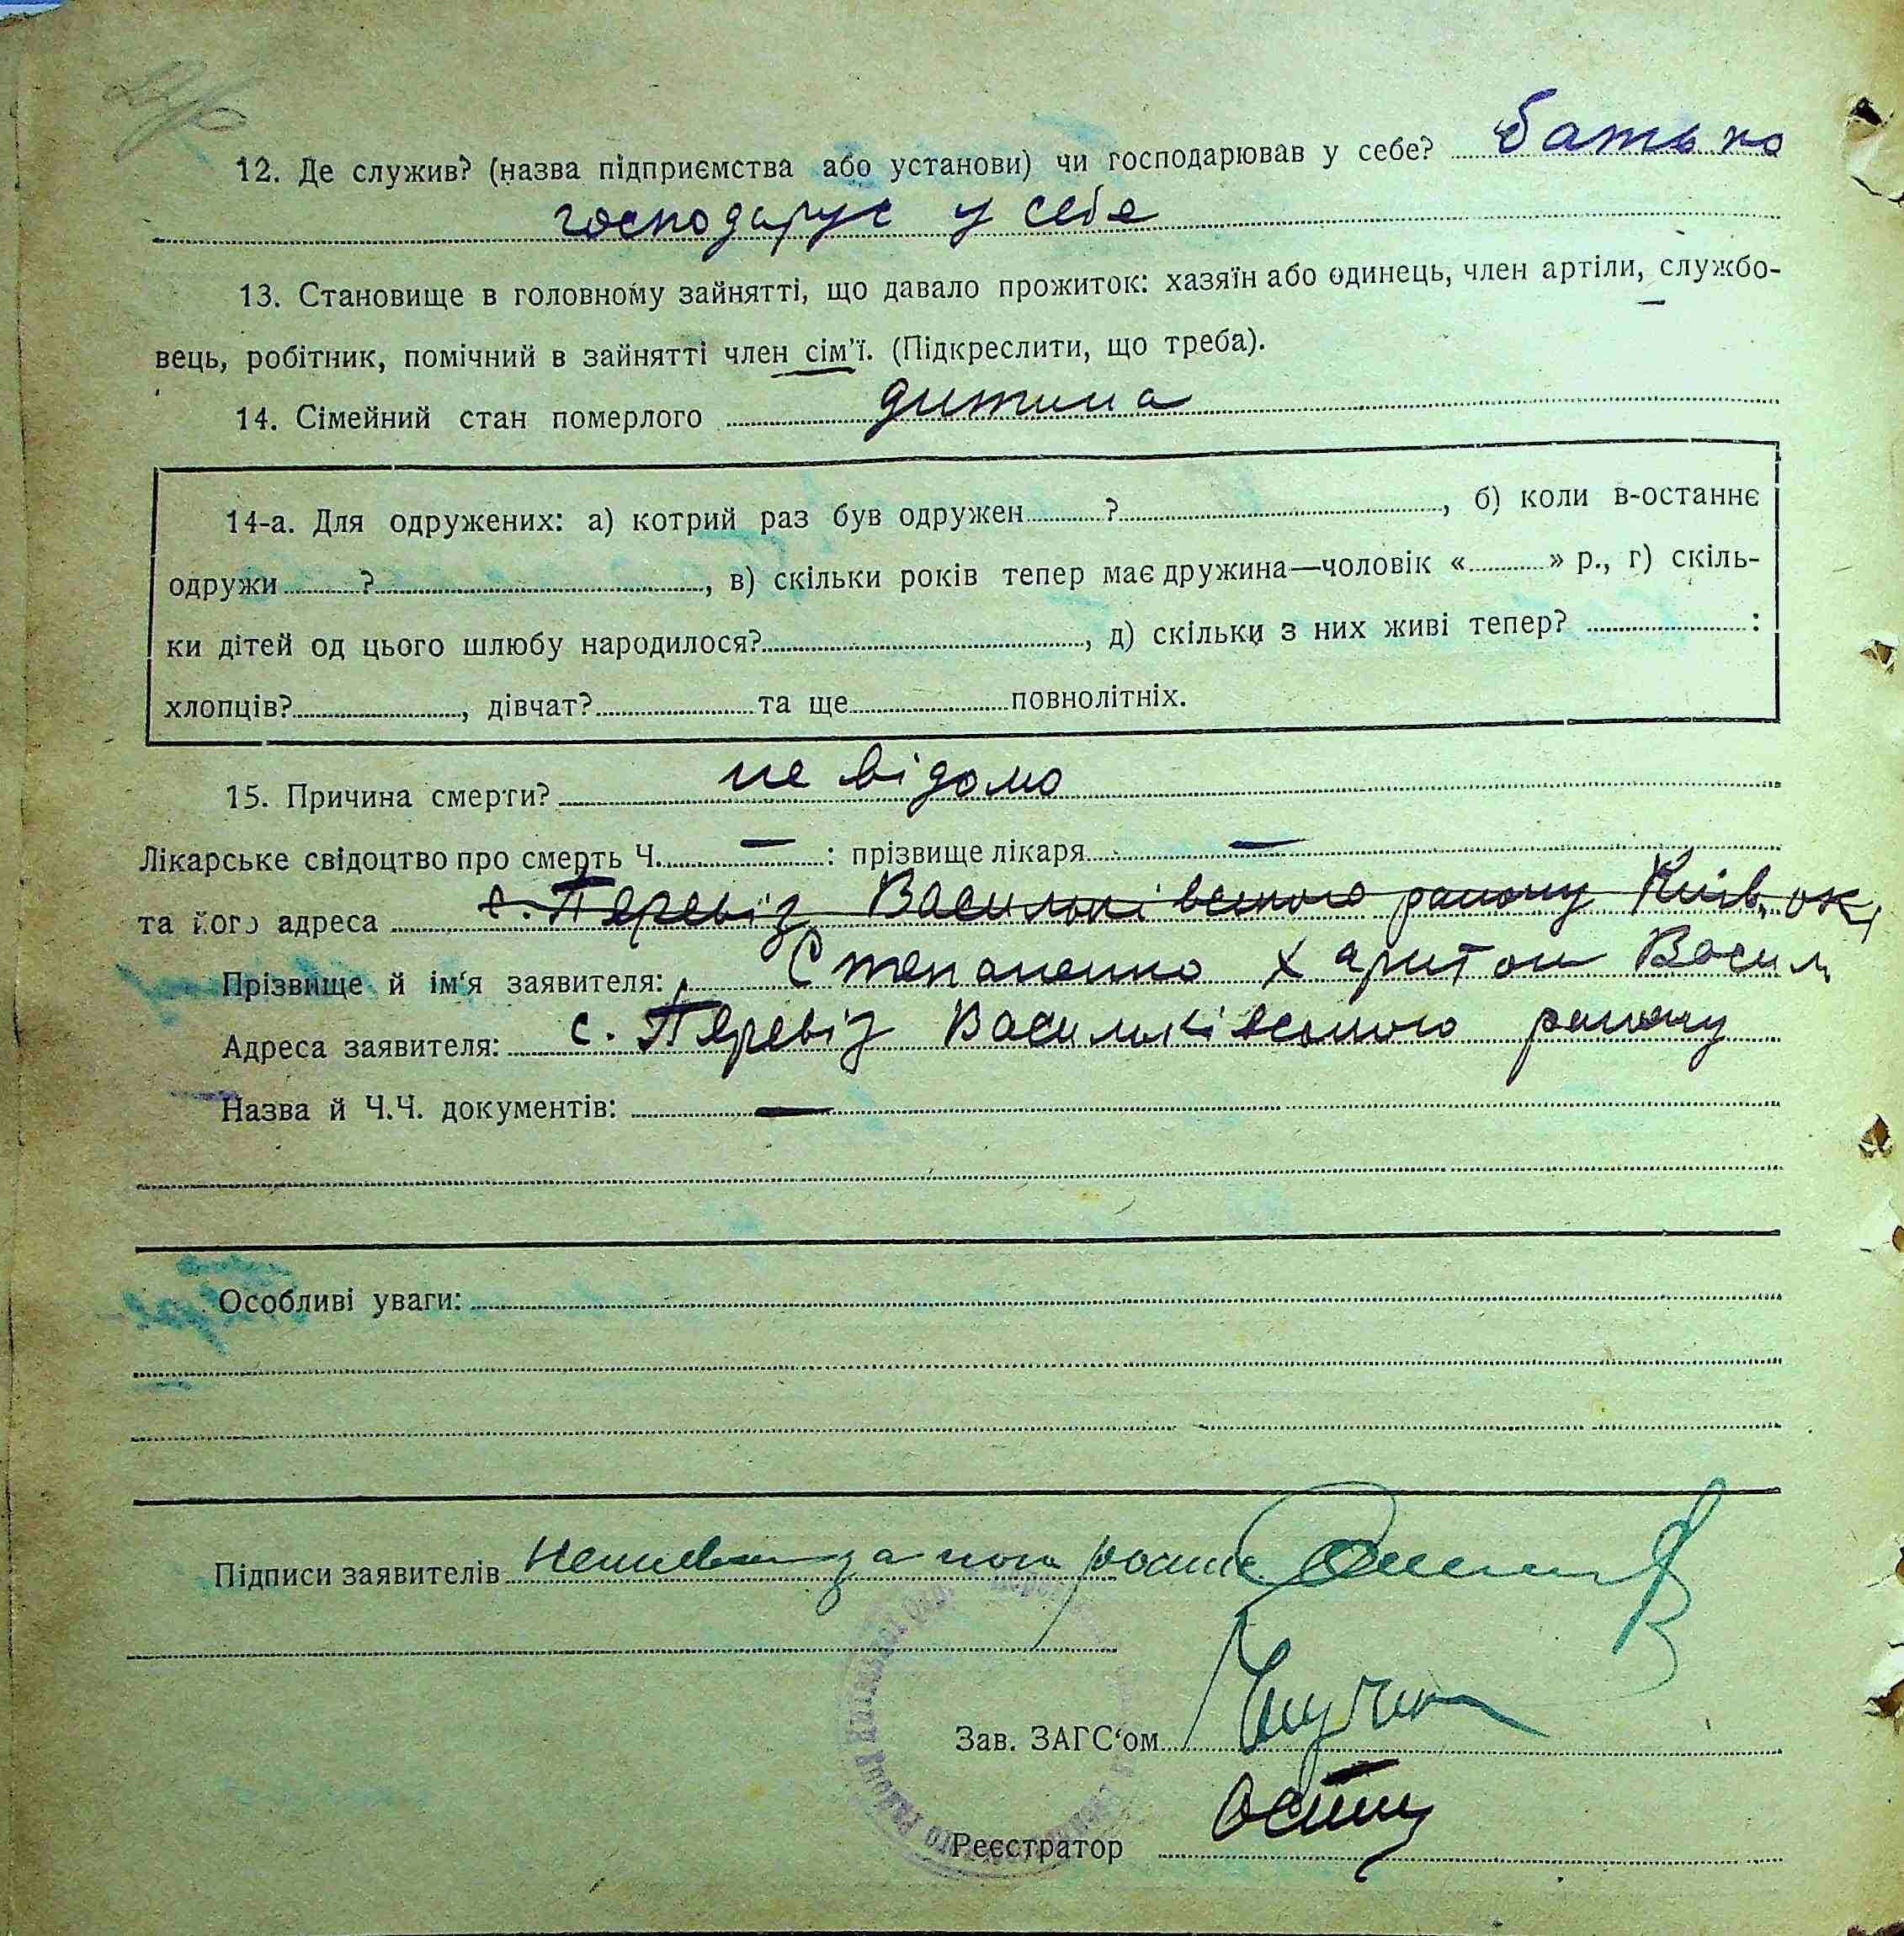 12. Де служив? (назва підприємства або установи) чи господарював у себе? батько
господарує у себе
13. Становище в головному зайнятті, що давало прожиток: хазяїн або одинець, член артіли, службо-
вець, робітник, помічний в зайнятті член сім'ї. (Підкреслити, що треба).
14. Сімейний стан померлого дитина
14-а. Для одружених: а) котрий раз був одружен ?, б) коли в-останнє
одружи ?, в) скільки років тепер має дружина—чоловік « » р., г) скіль-
ки дітей од цього шлюбу народилося?, д) скільки з них живі тепер? :
хлопців?, дівчат? та ще повнолітніх.
15. Причина смерти? не відомо
Лікарське свідоцтво про смерть Ч. — : прізвище лікаря —
та його адреса с. Перевіз Васильківського району Київ. ок.
Прізвище й ім'я заявителя: Степаненко Харитон Васил
Адреса заявителя: с. Перевіз Васильківського району
Назва й Ч.Ч. документів: —
Особливі уваги:
Підписи заявителів за його
Зав. ЗАГС'ом
Реєстратор